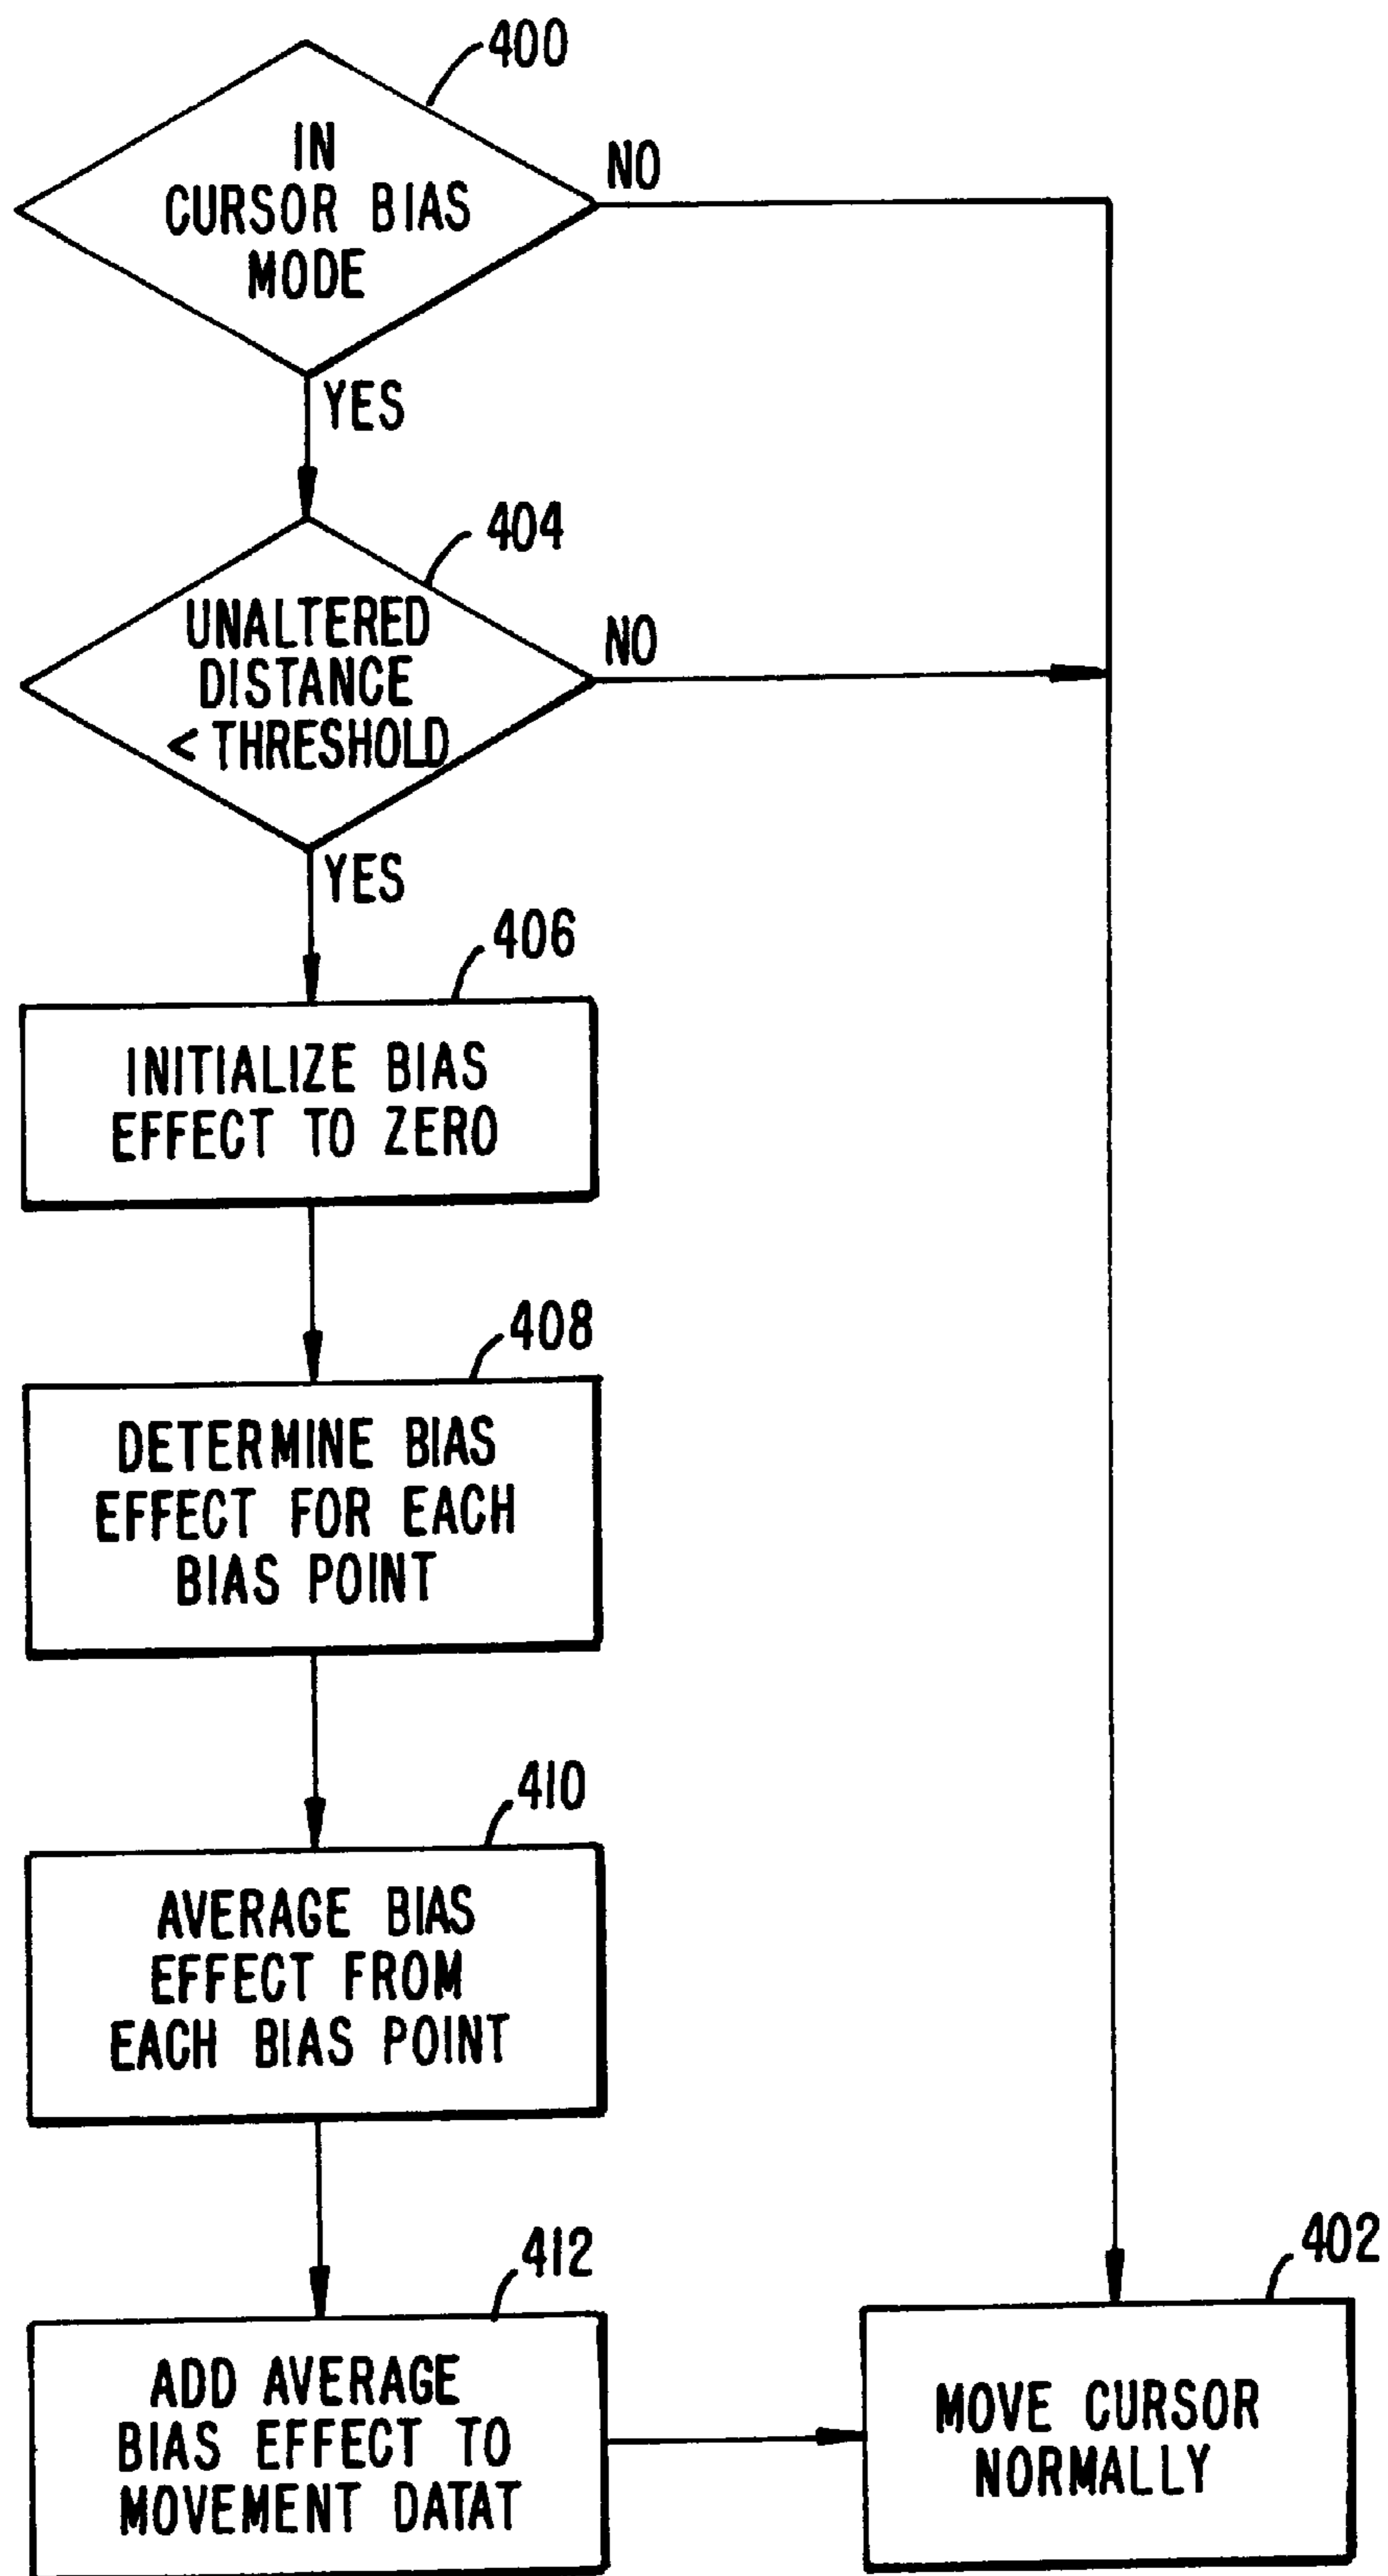 400
IN
CURSOR BIAS
MODE
NO
YES
404
UNALTERED
DISTANCE
< THRESHOLD
NO
YES
406
INITIALIZE BIAS
EFFECT TO ZERO
408
DETERMINE BIAS
EFFECT FOR EACH
BIAS POINT
410
AVERAGE BIAS
EFFECT FROM
EACH BIAS POINT
412
ADD AVERAGE
BIAS EFFECT TO
MOVEMENT DATAT
402
MOVE CURSOR
NORMALLY